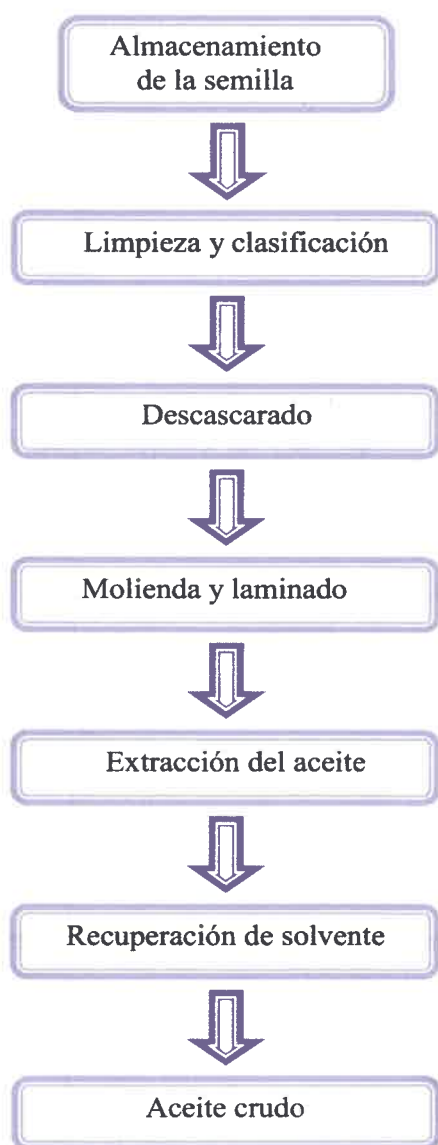 Almacenamiento
de la semilla
Limpieza y clasificación
Descascarado
Molienda y laminado
Extracción del aceite
Recuperación de solvente
Aceite crudo